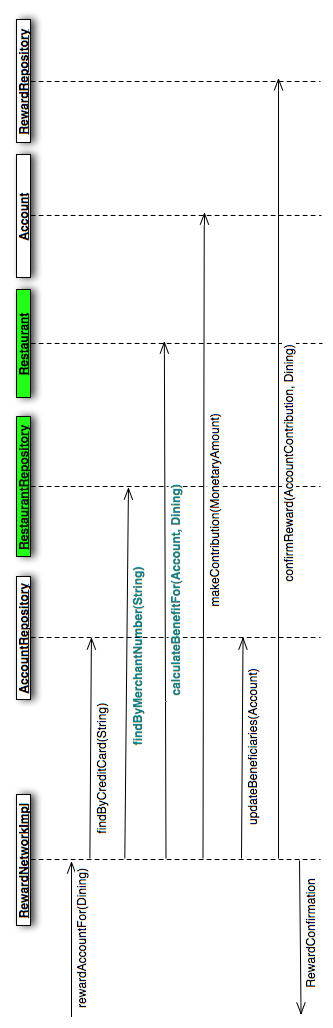 RewardNetworkImpl
AccountRepository
RestaurantRepository
Restaurant
Account
RewardRepository
rewardAccountFor(Dining)
findByCreditCard(String)
findByMerchantNumber(String)
calculateBenefitFor(Account, Dining)
makeContribution(MonetaryAmount)
updateBeneficiaries(Account)
confirmReward(AccountContribution, Dining)
RewardConfirmation